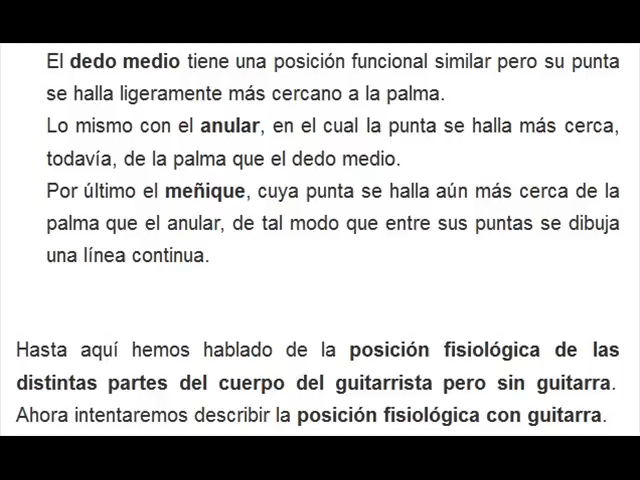 El dedo medio tiene una posición funcional similar pero su punta
se halla ligeramente más cercano a la palma.
Lo mismo con el anular, en el cual la punta se halla más cerca,
todavía, de la palma que el dedo medio.
Por último el meñique, cuya punta se halla aún más cerca de la
palma que el anular, de tal modo que entre sus puntas se dibuja
una línea continua.
Hasta aquí hemos hablado de la posición fisiológica de las
distintas partes del cuerpo del guitarrista pero sin guitarra.
Ahora intentaremos describir la posición fisiológica con guitarra.